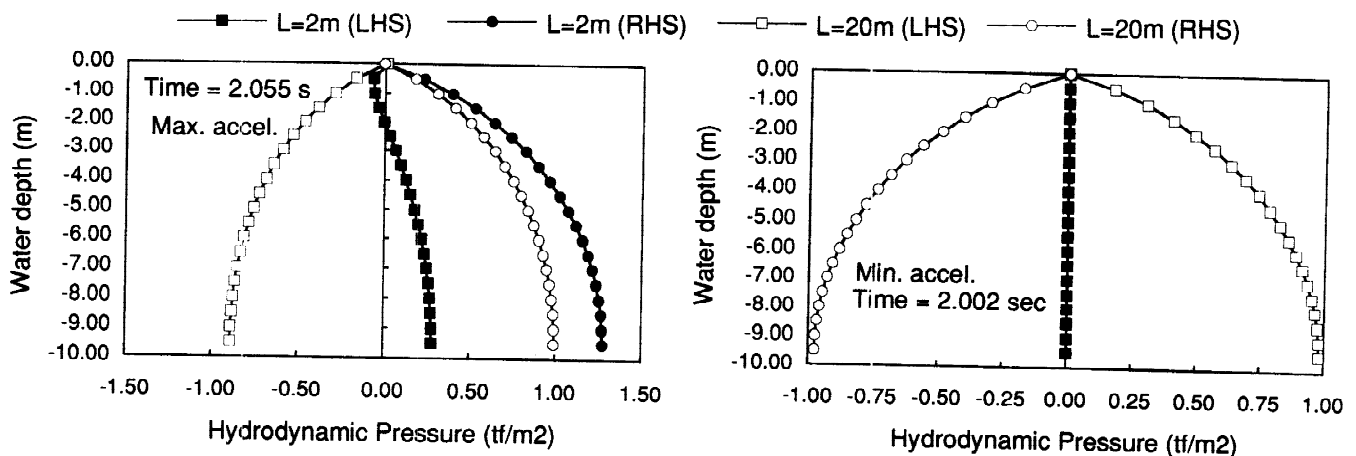 L=2m (LHS) L=2m (RHS) L=20m (LHS) L=20m (RHS)
0.00
-1.00
-2.00
-3.00
-4.00
-5.00
-6.00
-7.00
-8.00
-9.00
-10.00
Water depth (m)
Time = 2.055 s
Max. accel.
-1.50 -1.00 -0.50 0.00 0.50 1.00 1.50
Hydrodynamic Pressure (tf/m2)
0.00
-1.00
-2.00
-3.00
-4.00
-5.00
-6.00
-7.00
-8.00
-9.00
-10.00
Water depth (m)
Min. accel.
Time = 2.002 sec
-1.00 -0.75 -0.50 -0.25 0.00 0.25 0.50 0.75 1.00
Hydrodynamic Pressure (tf/m2)